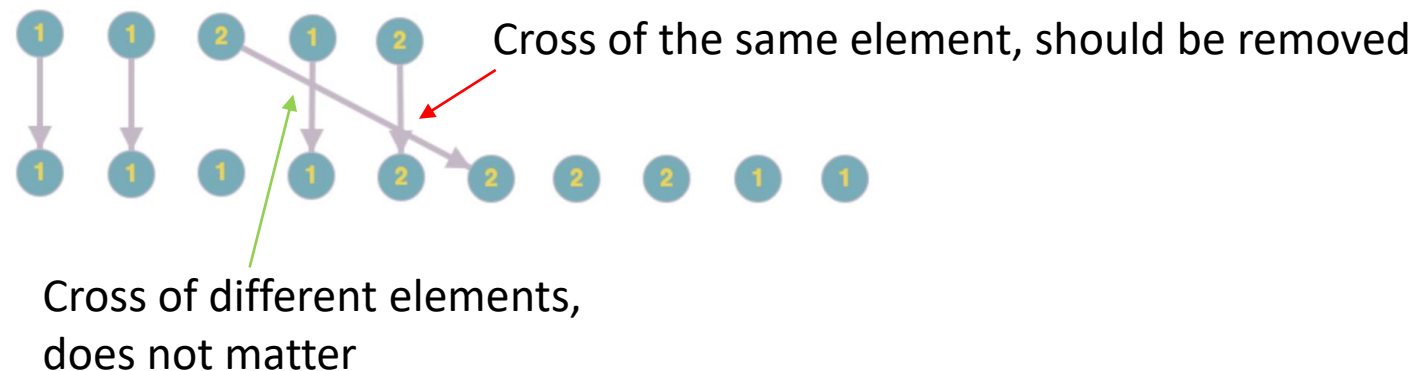 1 1 2 1 2
Cross of the same element, should be removed
1 1 1 1 2 2 2 2 1 1
Cross of different elements,
does not matter